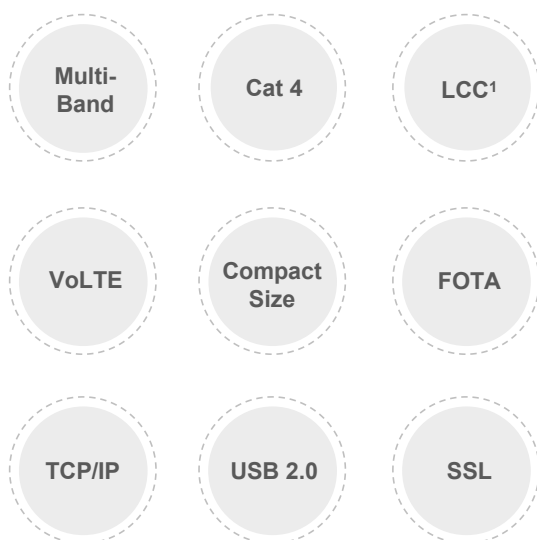 Multi-
Band
Cat 4
LCC¹
VoLTE
Compact
Size
FOTA
TCP/IP
USB 2.0
SSL